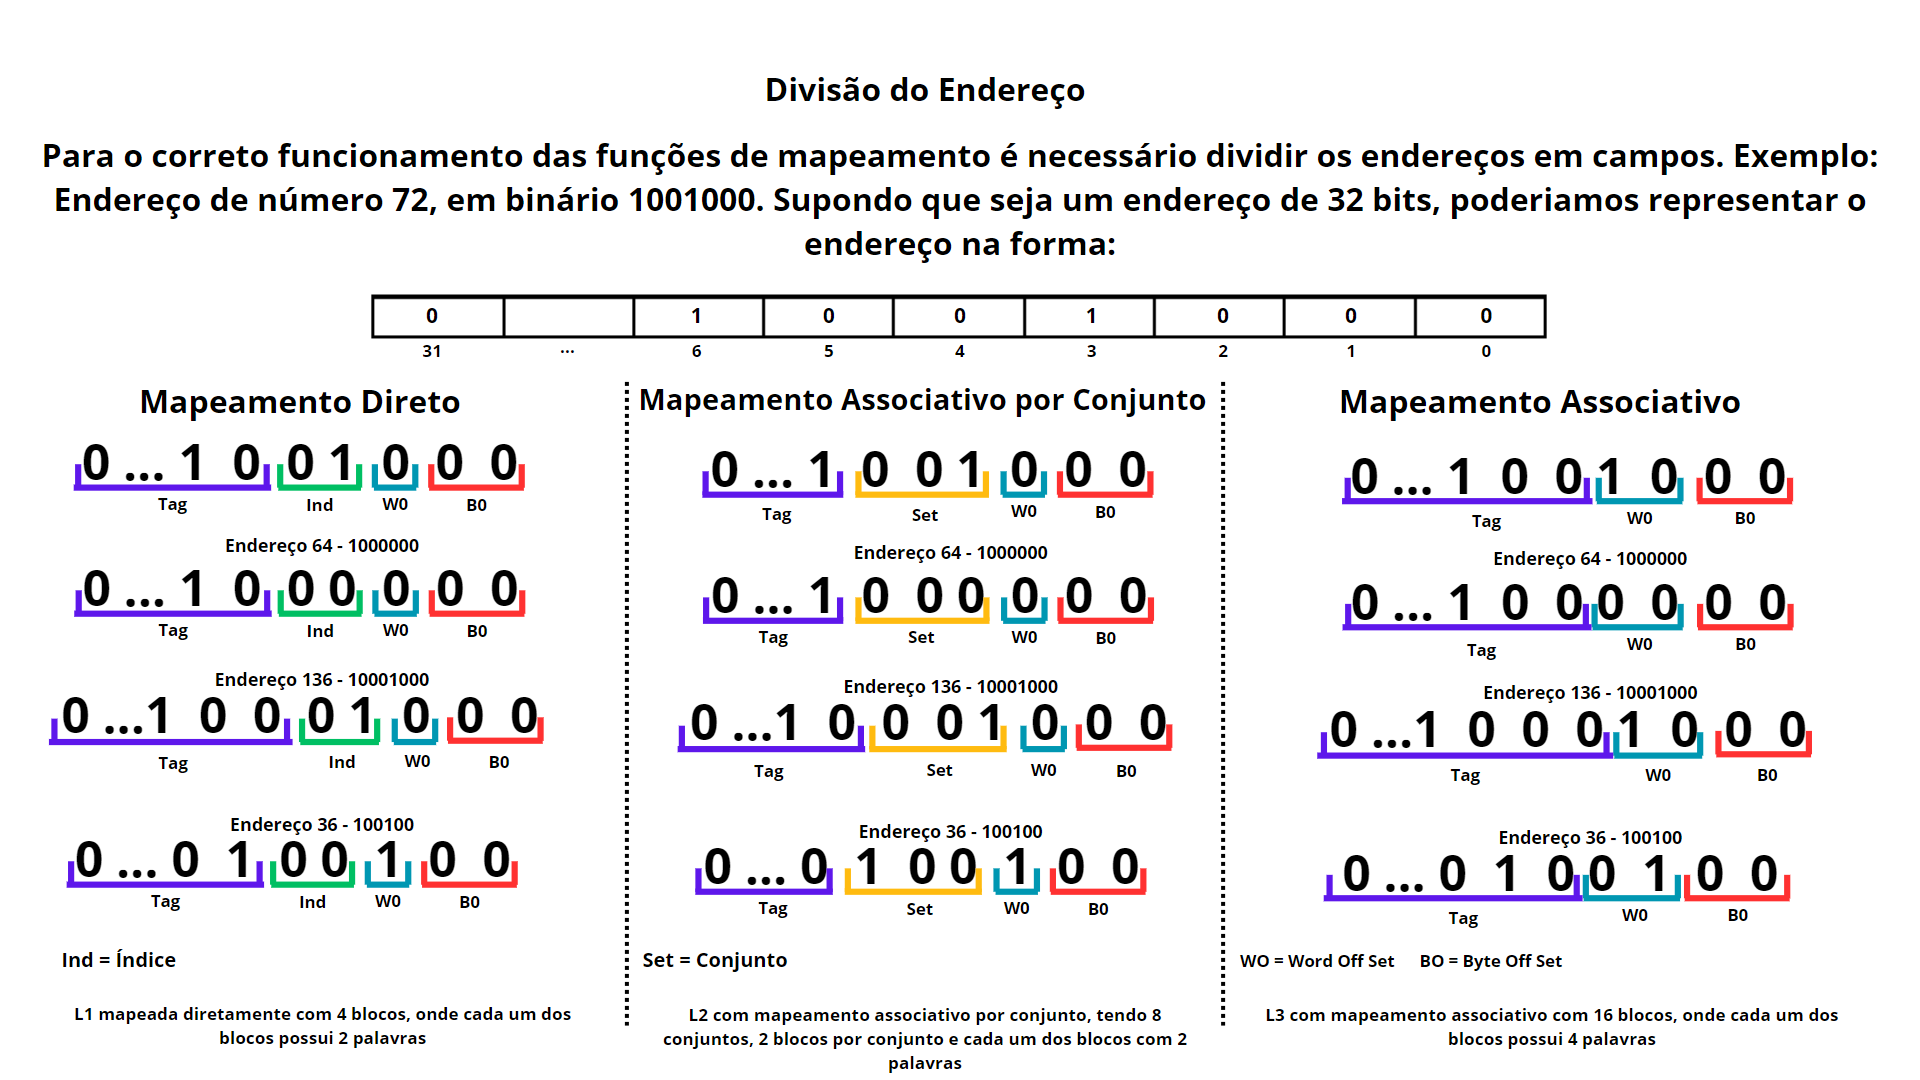 Divisão do Endereço
Para o correto funcionamento das funções de mapeamento é necessário dividir os endereços em campos. Exemplo:
Endereço de número 72, em binário 1001000. Supondo que seja um endereço de 32 bits, poderiamos representar o
endereço na forma:
0 1 0 0 1 0 0 0
31 ... 6 5 4 3 2 1 0
Mapeamento Direto
0 ... 1 0 0 1 0 0 0
Tag Ind W0 B0
Endereço 64 - 1000000
0 ... 1 0 0 0 0 0 0
Tag Ind W0 B0
Endereço 136 - 10001000
0 ...1 0 0 0 1 0 0 0
Tag Ind W0 B0
Endereço 36 - 100100
0 ... 0 1 0 0 1 0 0
Tag Ind W0 B0
Ind = Índice
L1 mapeada diretamente com 4 blocos, onde cada um dos
blocos possui 2 palavras
Mapeamento Associativo por Conjunto
0 ... 1 0 0 1 0 0 0
Tag Set W0 B0
Endereço 64 - 1000000
0 ... 1 0 0 0 0 0 0
Tag Set W0 B0
Endereço 136 - 10001000
0 ...1 0 0 0 1 0 0 0
Tag Set W0 B0
Endereço 36 - 100100
0 ... 0 1 0 0 1 0 0
Tag Set W0 B0
Set = Conjunto
L2 com mapeamento associativo por conjunto, tendo 8
conjuntos, 2 blocos por conjunto e cada um dos blocos com 2
palavras
Mapeamento Associativo
0 ... 1 0 0 1 0 0 0
Tag W0 B0
Endereço 64 - 1000000
0 ... 1 0 0 0 0 0 0
Tag W0 B0
Endereço 136 - 10001000
0 ...1 0 0 0 1 0 0 0
Tag W0 B0
Endereço 36 - 100100
0 ... 0 1 0 0 1 0 0
Tag W0 B0
WO = Word Off Set BO = Byte Off Set
L3 com mapeamento associativo com 16 blocos, onde cada um dos
blocos possui 4 palavras